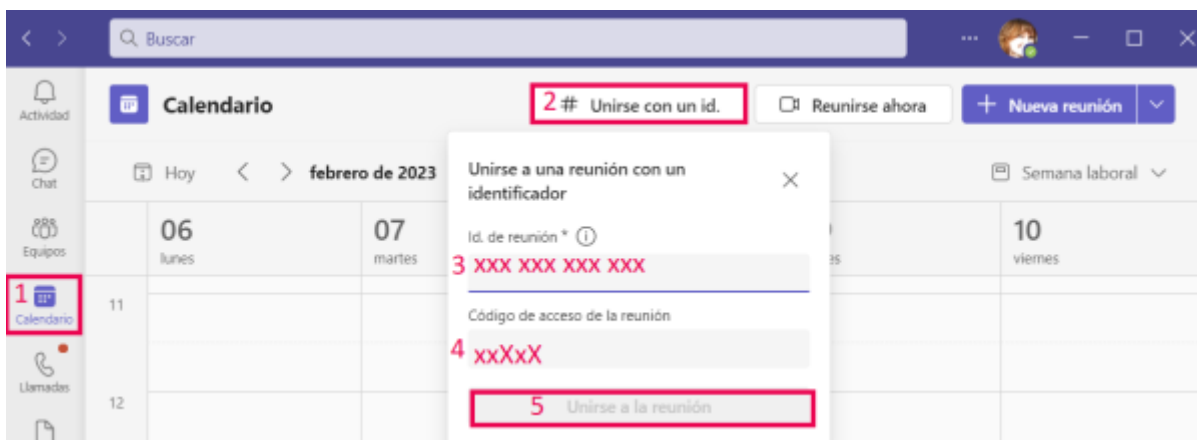 Buscar
Actividad
Calendario
2 # Unirse con un id.
Reunirse ahora
Nueva reunión
Chat
Hoy
febrero de 2023
Unirse a una reunión con un
identificador
Semana laboral
Equipos
06
lunes
07
martes
Id. de reunión *
3 xxx xxx xxx xxx
es
10
viernes
1
Calendario
11
Código de acceso de la reunión
4 xxXxX
Llamadas
12
5 Unirse a la reunión